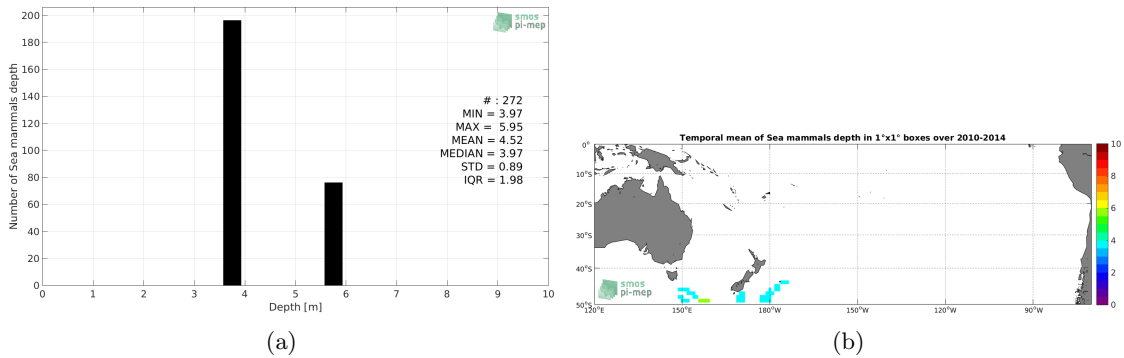 200
180
160
140
120
100
80
60
40
20
0
Number of Sea mammals depth
0 1 2 3 4 5 6 7 8 9 10
Depth [m]
smos
pi-mep
# : 272
MIN = 3.97
MAX = 5.95
MEAN = 4.52
MEDIAN = 3.97
STD = 0.89
IQR = 1.98
(a)
Temporal mean of Sea mammals depth in 1°x1° boxes over 2010-2014
0°
10°S
20°S
30°S
40°S
50°S
120°E 150°E 180°W 150°W 120°W 90°W
smos
pi-mep
10
8
6
4
2
0
(b)